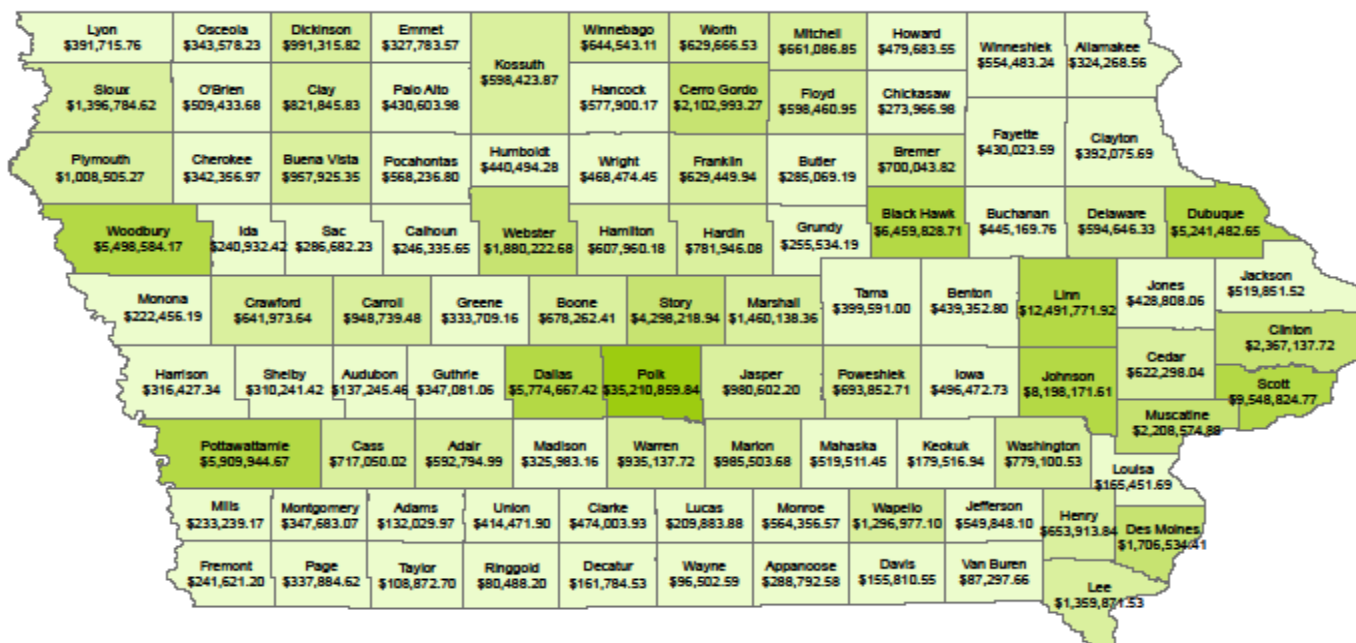 Lyon
$391,715.76
Osceola
$343,578.23
Dickinson
$991,315.82
Emmet
$327,783.57
Kossuth
$598,423.87
Winnebago
$644,543.11
Worth
$629,666.53
Mitchell
$661,086.85
Howard
$479,683.55
Winneshiek
$554,483.24
Allamakee
$324,268.56
Sioux
$1,396,784.62
O'Brien
$509,433.68
Clay
$821,845.83
Palo Alto
$430,603.98
Hancock
$577,900.17
Cerro Gordo
$2,102,993.27
Floyd
$598,460.95
Chickasaw
$273,966.98
Fayette
$430,023.59
Clayton
$392,075.69
Plymouth
$1,008,505.27
Cherokee
$342,356.97
Buena Vista
$957,925.35
Pocahontas
$568,236.80
Humboldt
$440,494.28
Wright
$468,474.45
Franklin
$629,449.94
Butler
$285,069.19
Bremer
$700,043.82
Woodbury
$5,498,584.17
Ida
$240,932.42
Sac
$286,682.23
Calhoun
$246,335.65
Webster
$1,880,222.68
Hamilton
$607,960.18
Hardin
$781,946.08
Grundy
$255,534.19
Black Hawk
$6,459,828.71
Buchanan
$445,169.76
Delaware
$594,646.33
Dubuque
$5,241,482.65
Monona
$222,456.19
Crawford
$641,973.64
Carroll
$948,739.48
Greene
$333,709.16
Boone
$678,262.41
Story
$4,298,218.94
Marshall
$1,460,138.36
Tama
$399,591.00
Benton
$439,352.80
Linn
$12,491,771.92
Jones
$428,808.06
Jackson
$519,851.52
Clinton
$2,367,137.72
Harrison
$316,427.34
Shelby
$310,241.42
Audubon
$137,245.46
Guthrie
$347,081.06
Dallas
$5,774,667.42
Polk
$35,210,859.84
Jasper
$980,602.20
Poweshiek
$693,852.71
Iowa
$496,472.73
Johnson
$8,198,171.61
Cedar
$622,298.04
Scott
$9,548,824.77
Muscatine
$2,208,574.88
Pottawattamie
$5,909,944.67
Cass
$717,050.02
Adair
$592,794.99
Madison
$325,983.16
Warren
$935,137.72
Marion
$985,503.68
Mahaska
$519,511.45
Keokuk
$179,516.94
Washington
$779,100.53
Louisa
$165,451.69
Mills
$233,239.17
Montgomery
$347,683.07
Adams
$132,029.97
Union
$414,471.90
Clarke
$474,003.93
Lucas
$209,883.88
Monroe
$564,356.57
Wapello
$1,296,977.10
Jefferson
$549,848.10
Henry
$653,913.84
Des Moines
$1,706,534.41
Fremont
$241,621.20
Page
$337,884.62
Taylor
$108,872.70
Ringgold
$80,488.20
Decatur
$161,784.53
Wayne
$96,502.59
Appanoose
$288,792.58
Davis
$155,810.55
Van Buren
$87,297.66
Lee
$1,359,871.53